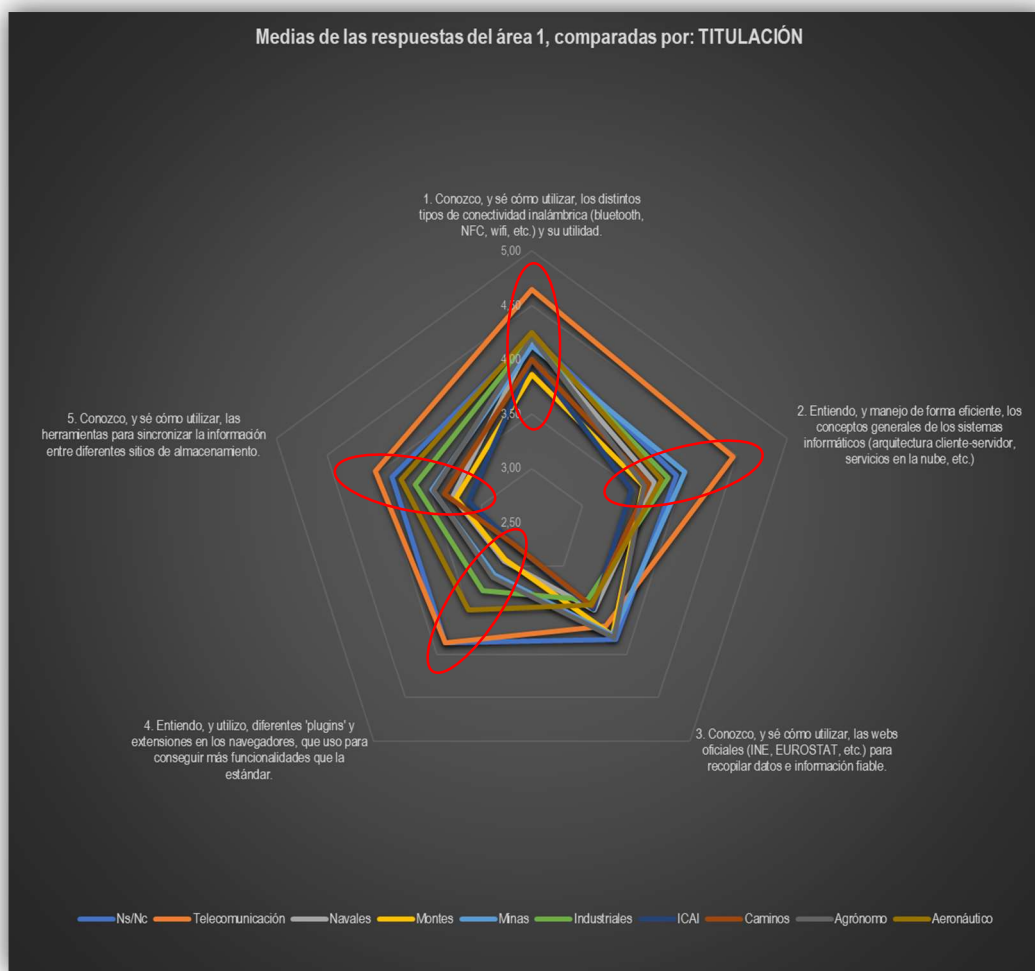 Medias de las respuestas del área 1, comparadas por: TITULACIÓN
1. Conozco, y sé cómo utilizar, los distintos
tipos de conectividad inalámbrica (bluetooth,
NFC, wifi, etc.) y su utilidad.
5,00
4,50
4,00
3,50
3,00
2,50
2. Entiendo, y manejo de forma eficiente, los
conceptos generales de los sistemas
informáticos (arquitectura cliente-servidor,
servicios en la nube, etc.)
5. Conozco, y sé cómo utilizar, las
herramientas para sincronizar la información
entre diferentes sitios de almacenamiento.
4. Entiendo, y utilizo, diferentes 'plugins' y
extensiones en los navegadores, que uso para
conseguir más funcionalidades que la
estándar.
3. Conozco, y sé cómo utilizar, las webs
oficiales (INE, EUROSTAT, etc.) para
recopilar datos e información fiable.
Ns/Nc Telecomunicación Navales Montes Minas Industriales ICAI Caminos Agrónomo Aeronáutico